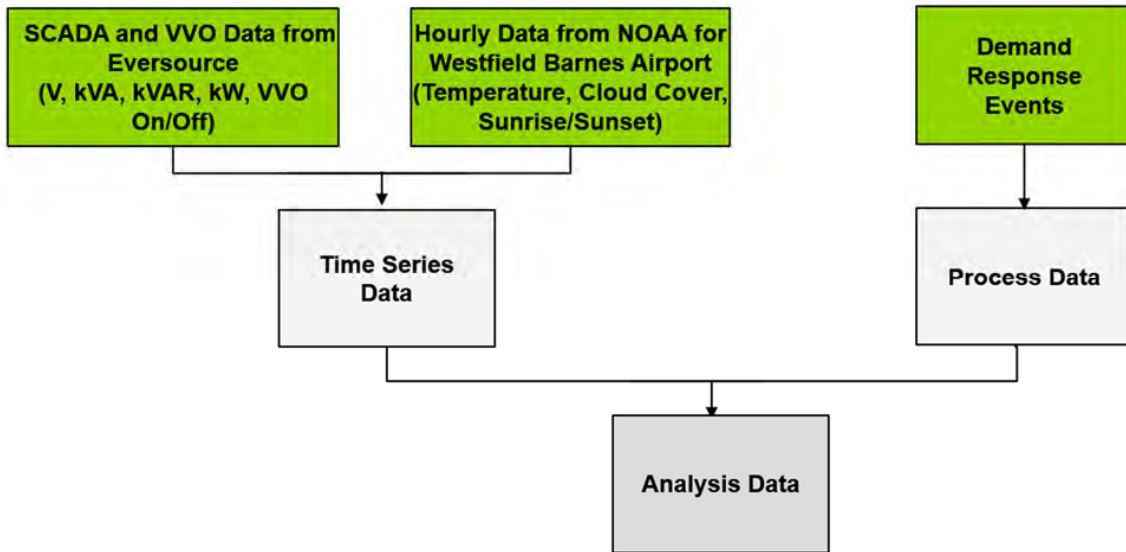 SCADA and VVO Data from
Eversource
(V, kVA, kVAR, kW, VVO
On/Off)
Hourly Data from NOAA for
Westfield Barnes Airport
(Temperature, Cloud Cover,
Sunrise/Sunset)
Demand
Response
Events
Time Series
Data
Process Data
Analysis Data